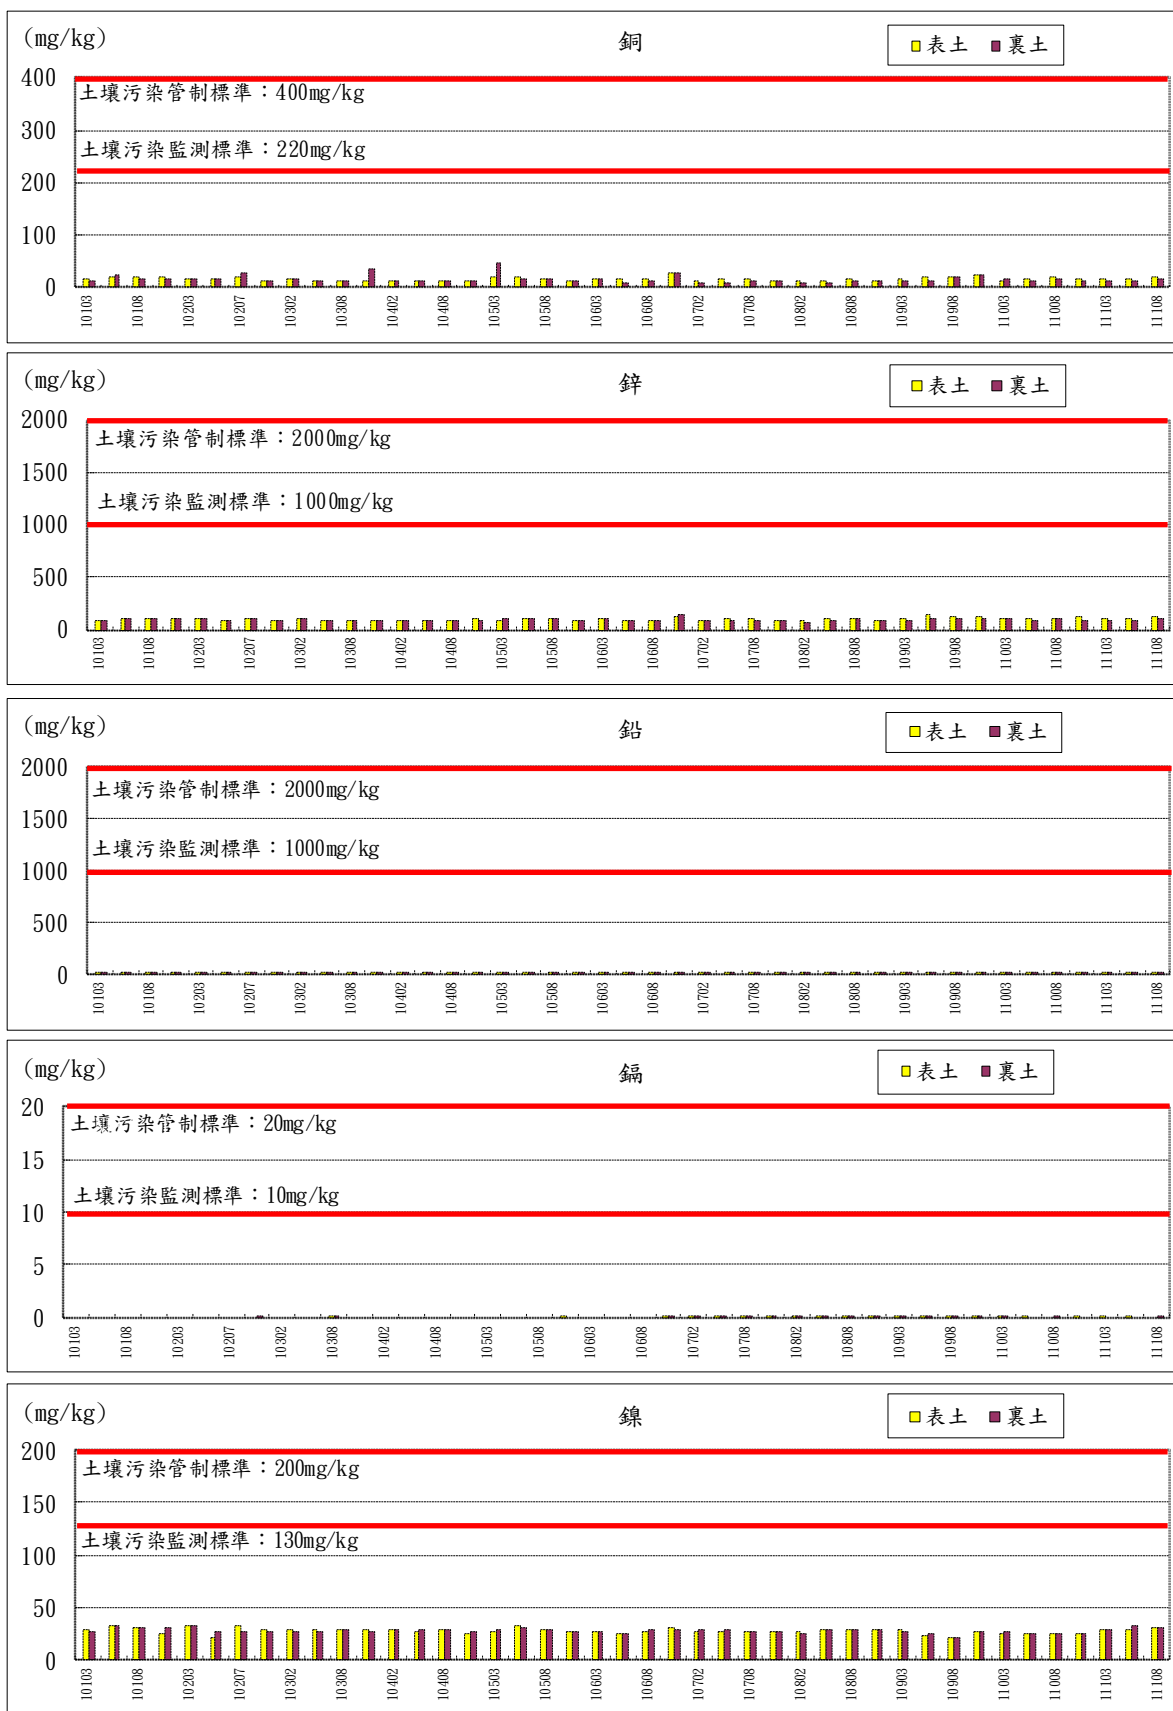 (mg/kg)
銅
表土 裏土
400
土壤污染管制標準：400mg/kg
300
土壤污染監測標準：220mg/kg
200
100
0
10103 10108 10203 10207 10302 10308 10402 10408 10503 10508 10603 10608 10702 10708 10802 10808 10903 10908 11003 11008 11103 11108
(mg/kg)
鋅
表土 裏土
2000
土壤污染管制標準：2000mg/kg
1500
土壤污染監測標準：1000mg/kg
1000
500
0
10103 10108 10203 10207 10302 10308 10402 10408 10503 10508 10603 10608 10702 10708 10802 10808 10903 10908 11003 11008 11103 11108
(mg/kg)
鉛
表土 裏土
2000
土壤污染管制標準：2000mg/kg
1500
土壤污染監測標準：1000mg/kg
1000
500
0
10103 10108 10203 10207 10302 10308 10402 10408 10503 10508 10603 10608 10702 10708 10802 10808 10903 10908 11003 11008 11103 11108
(mg/kg)
鎘
表土 裏土
20
土壤污染管制標準：20mg/kg
15
土壤污染監測標準：10mg/kg
10
5
0
10103 10108 10203 10207 10302 10308 10402 10408 10503 10508 10603 10608 10702 10708 10802 10808 10903 10908 11003 11008 11103 11108
(mg/kg)
鎳
表土 裏土
200
土壤污染管制標準：200mg/kg
150
土壤污染監測標準：130mg/kg
100
50
0
10103 10108 10203 10207 10302 10308 10402 10408 10503 10508 10603 10608 10702 10708 10802 10808 10903 10908 11003 11008 11103 11108